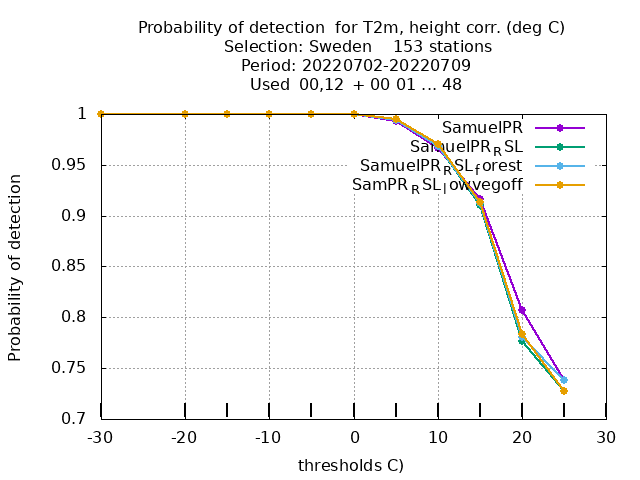 Probability of detection  for T2m, height corr. (deg C)
Selection: Sweden    153 stations
Period: 20220702-20220709
Used  00,12  + 00 01 ... 48
Probability of detection
1
0.95
0.9
0.85
0.8
0.75
0.7
SamuelPR
SamuelPR_RSL
SamuelPR_RSL_forest
SamPR_RSL_lowvegoff
-30 -20 -10 0 10 20 30
thresholds C)